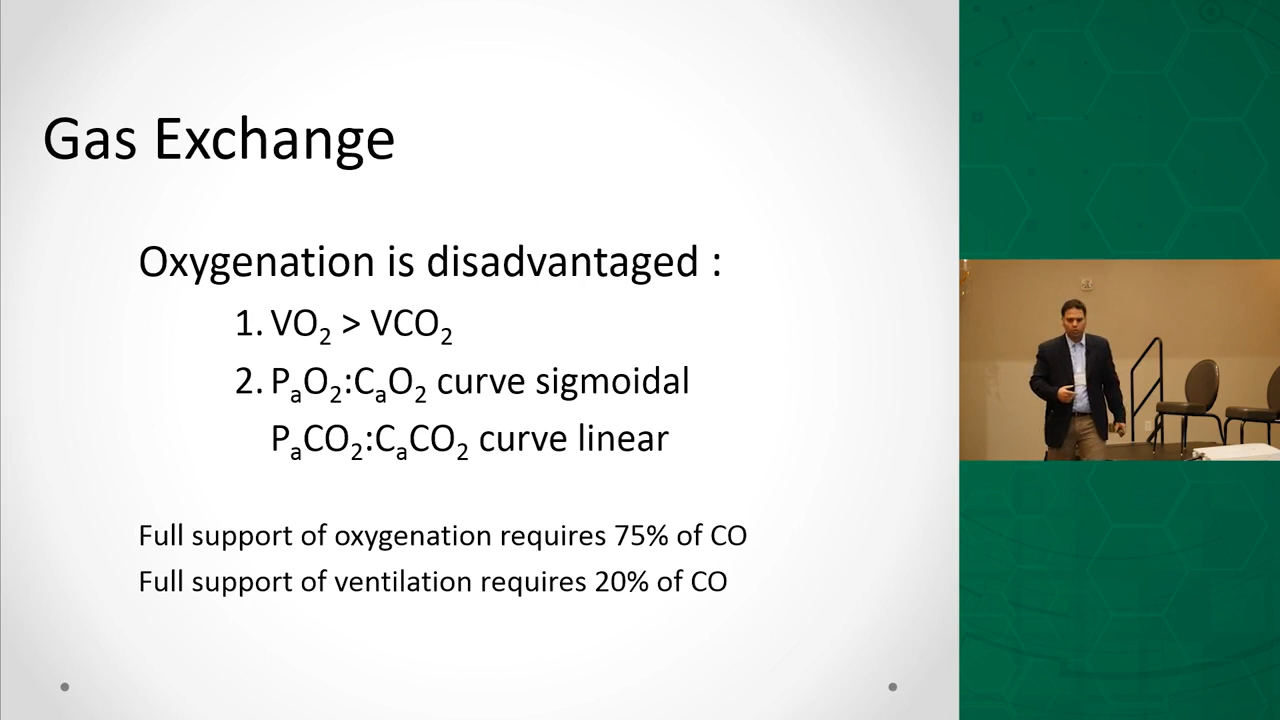 Gas Exchange
Oxygenation is disadvantaged :
1. VO₂ > VCO₂
2. PₐO₂:CₐO₂ curve sigmoidal
PₐCO₂:CₐCO₂ curve linear
Full support of oxygenation requires 75% of CO
Full support of ventilation requires 20% of CO